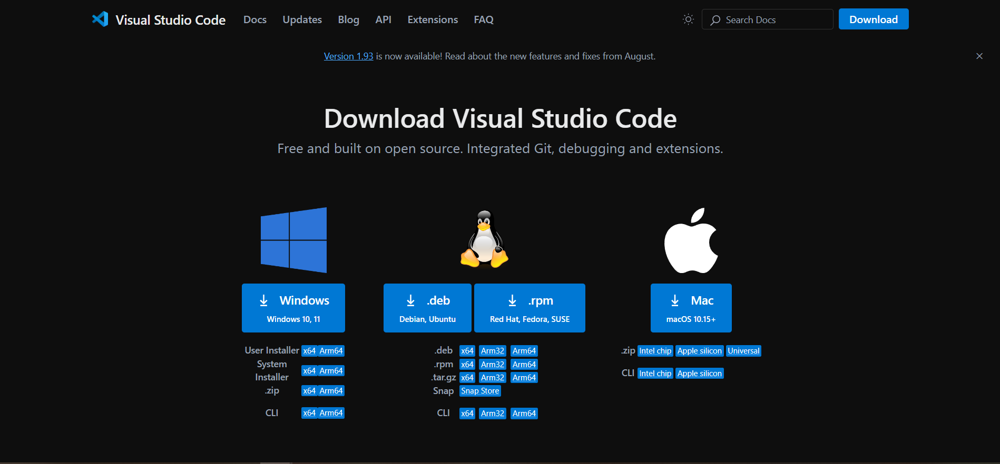 Visual Studio Code Docs Updates Blog API Extensions FAQ Search Docs Download
Version 1.93 is now available! Read about the new features and fixes from August.
Download Visual Studio Code
Free and built on open source. Integrated Git, debugging and extensions.
Windows
Windows 10, 11
User Installer x64 Arm64
System
Installer x64 Arm64
.zip x64 Arm64
CLI x64 Arm64
.deb
Debian, Ubuntu
.rpm
Red Hat, Fedora, SUSE
.deb x64 Arm32 Arm64
.rpm x64 Arm32 Arm64
.tar.gz x64 Arm32 Arm64
Snap Snap Store
CLI x64 Arm32 Arm64
Mac
macOS 10.15+
.zip Intel chip Apple silicon Universal
CLI Intel chip Apple silicon